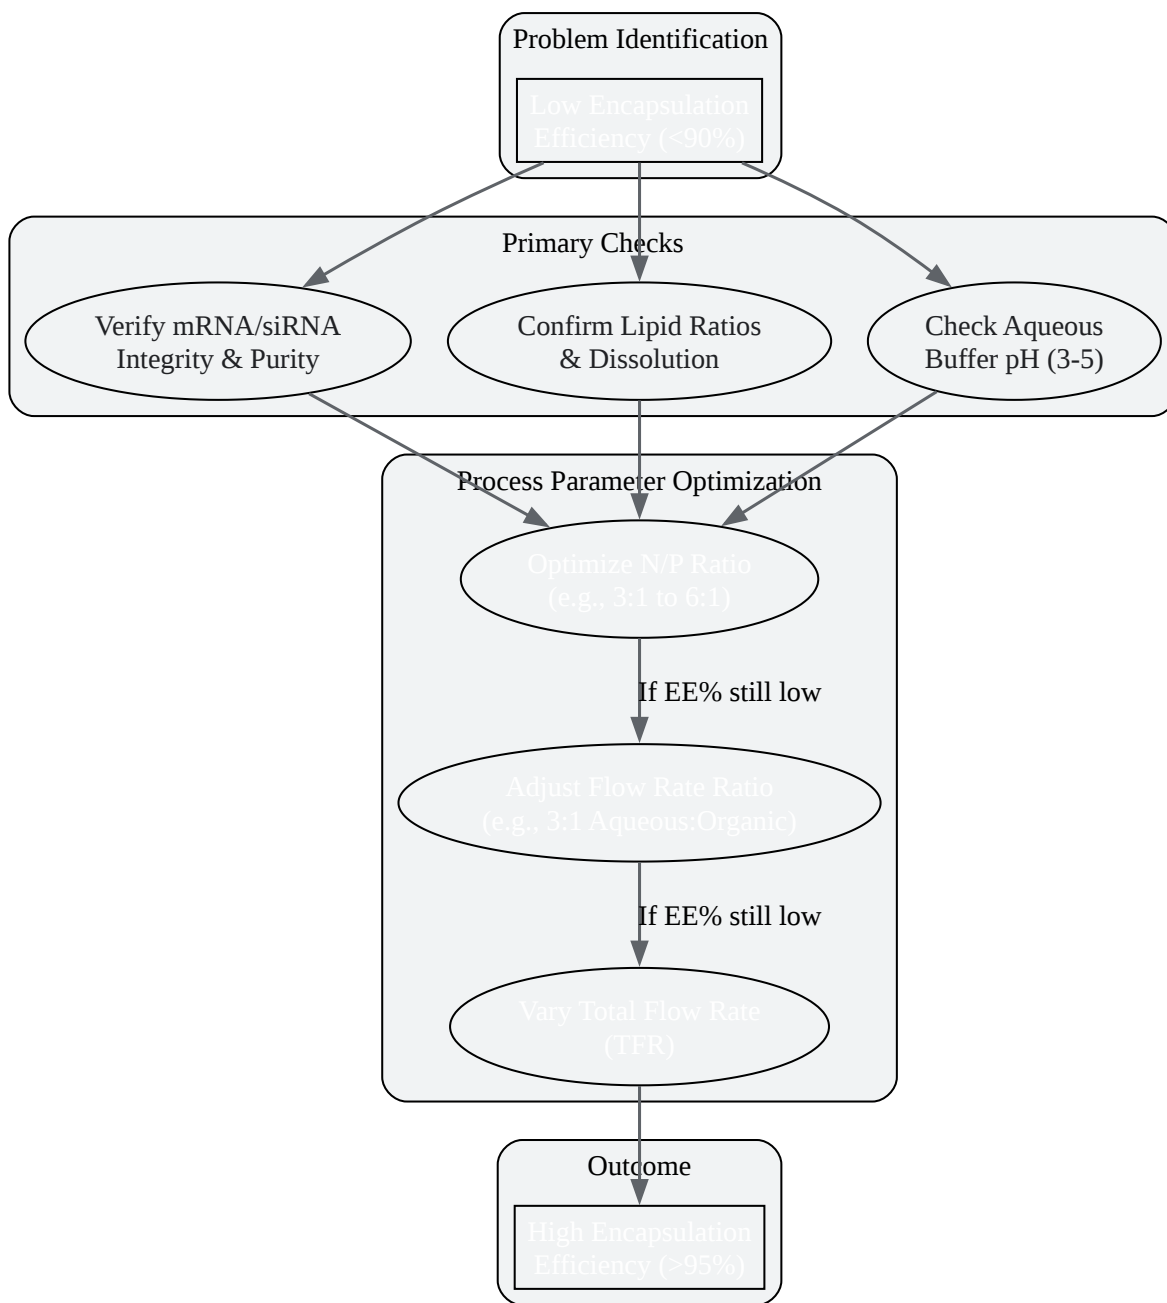 Problem Identification
Low Encapsulation
Efficiency (<90%)
Primary Checks
Verify mRNA/siRNA
Integrity & Purity
Confirm Lipid Ratios
& Dissolution
Check Aqueous
Buffer pH (3-5)
Process Parameter Optimization
Optimize N/P Ratio
(e.g., 3:1 to 6:1)
If EE% still low
Adjust Flow Rate Ratio
(e.g., 3:1 Aqueous:Organic)
If EE% still low
Vary Total Flow Rate
(TFR)
Outcome
High Encapsulation
Efficiency (>95%)